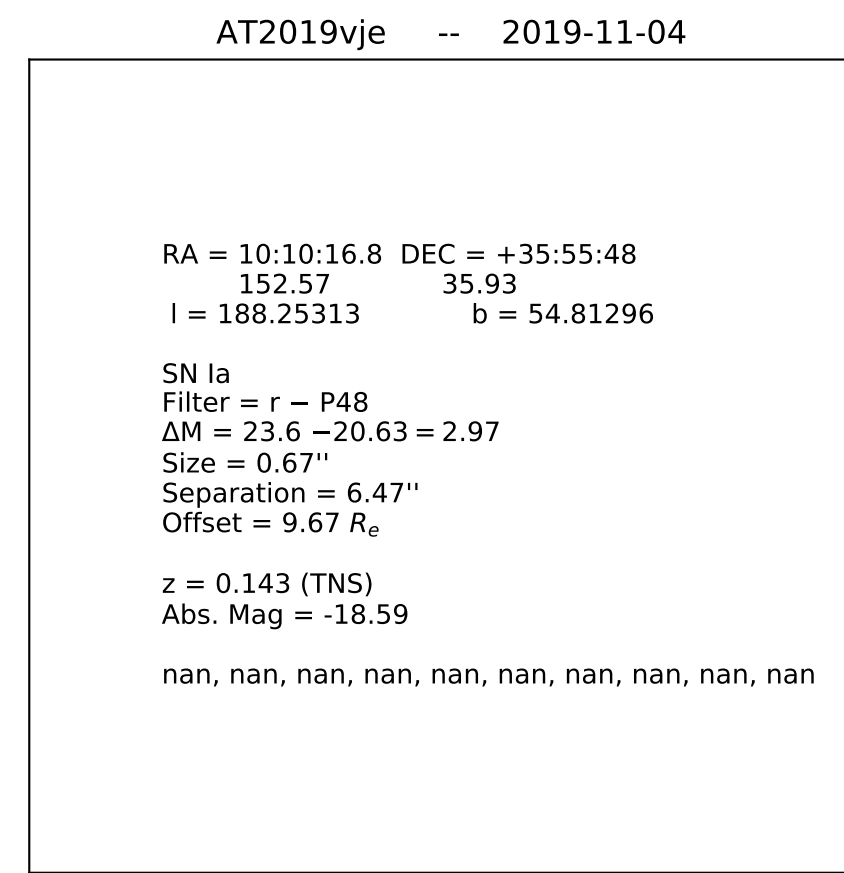 AT2019vje -- 2019-11-04
RA = 10:10:16.8 DEC = +35:55:48
152.57 35.93
l = 188.25313 b = 54.81296
SN Ia
Filter = r − P48
ΔM = 23.6 −20.63 = 2.97
Size = 0.67''
Separation = 6.47''
Offset = 9.67 Rₑ
z = 0.143 (TNS)
Abs. Mag = -18.59
nan, nan, nan, nan, nan, nan, nan, nan, nan, nan